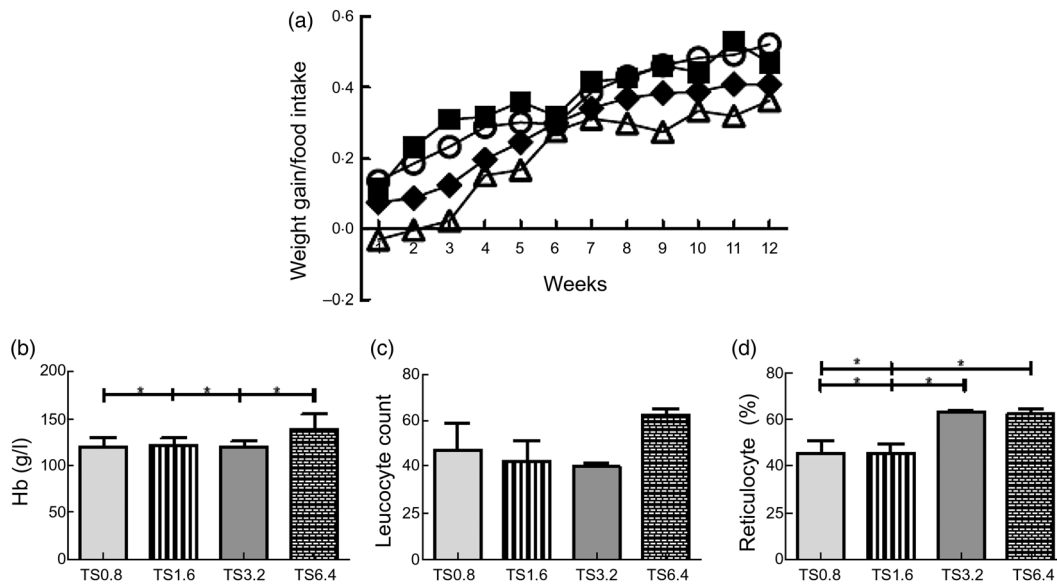 (a)
0·6
0·4
0·2
0·0
–0·2
Weight gain/food intake
1 2 3 4 5 6 7 8 9 10 11 12
Weeks
(b)
200
150
100
50
0
Hb (g/l)
* * *
TS0.8 TS1.6 TS3.2 TS6.4
(c)
80
60
40
25
0
Leucocyte count
TS0.8 TS1.6 TS3.2 TS6.4
(d)
80
60
40
25
0
Reticulocyte (%)
* *
* *
TS0.8 TS1.6 TS3.2 TS6.4